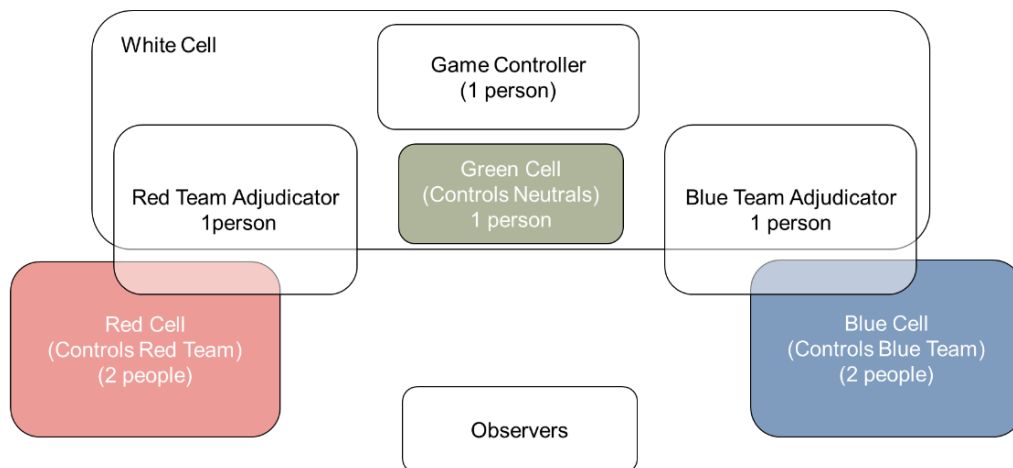 White Cell
Game Controller
(1 person)
Green Cell
(Controls Neutrals)
1 person
Red Team Adjudicator
1person
Blue Team Adjudicator
1 person
Red Cell
(Controls Red Team)
(2 people)
Blue Cell
(Controls Blue Team)
(2 people)
Observers